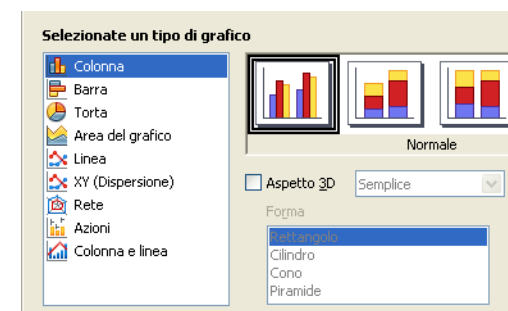 Selezionate un tipo di grafico
Colonna
Barra
Torta
Area del grafico
Linea
XY (Dispersione)
Rete
Azioni
Colonna e linea
Normale
Aspetto 3D
Semplice
Forma
Rettangolo
Cilindro
Cono
Piramide